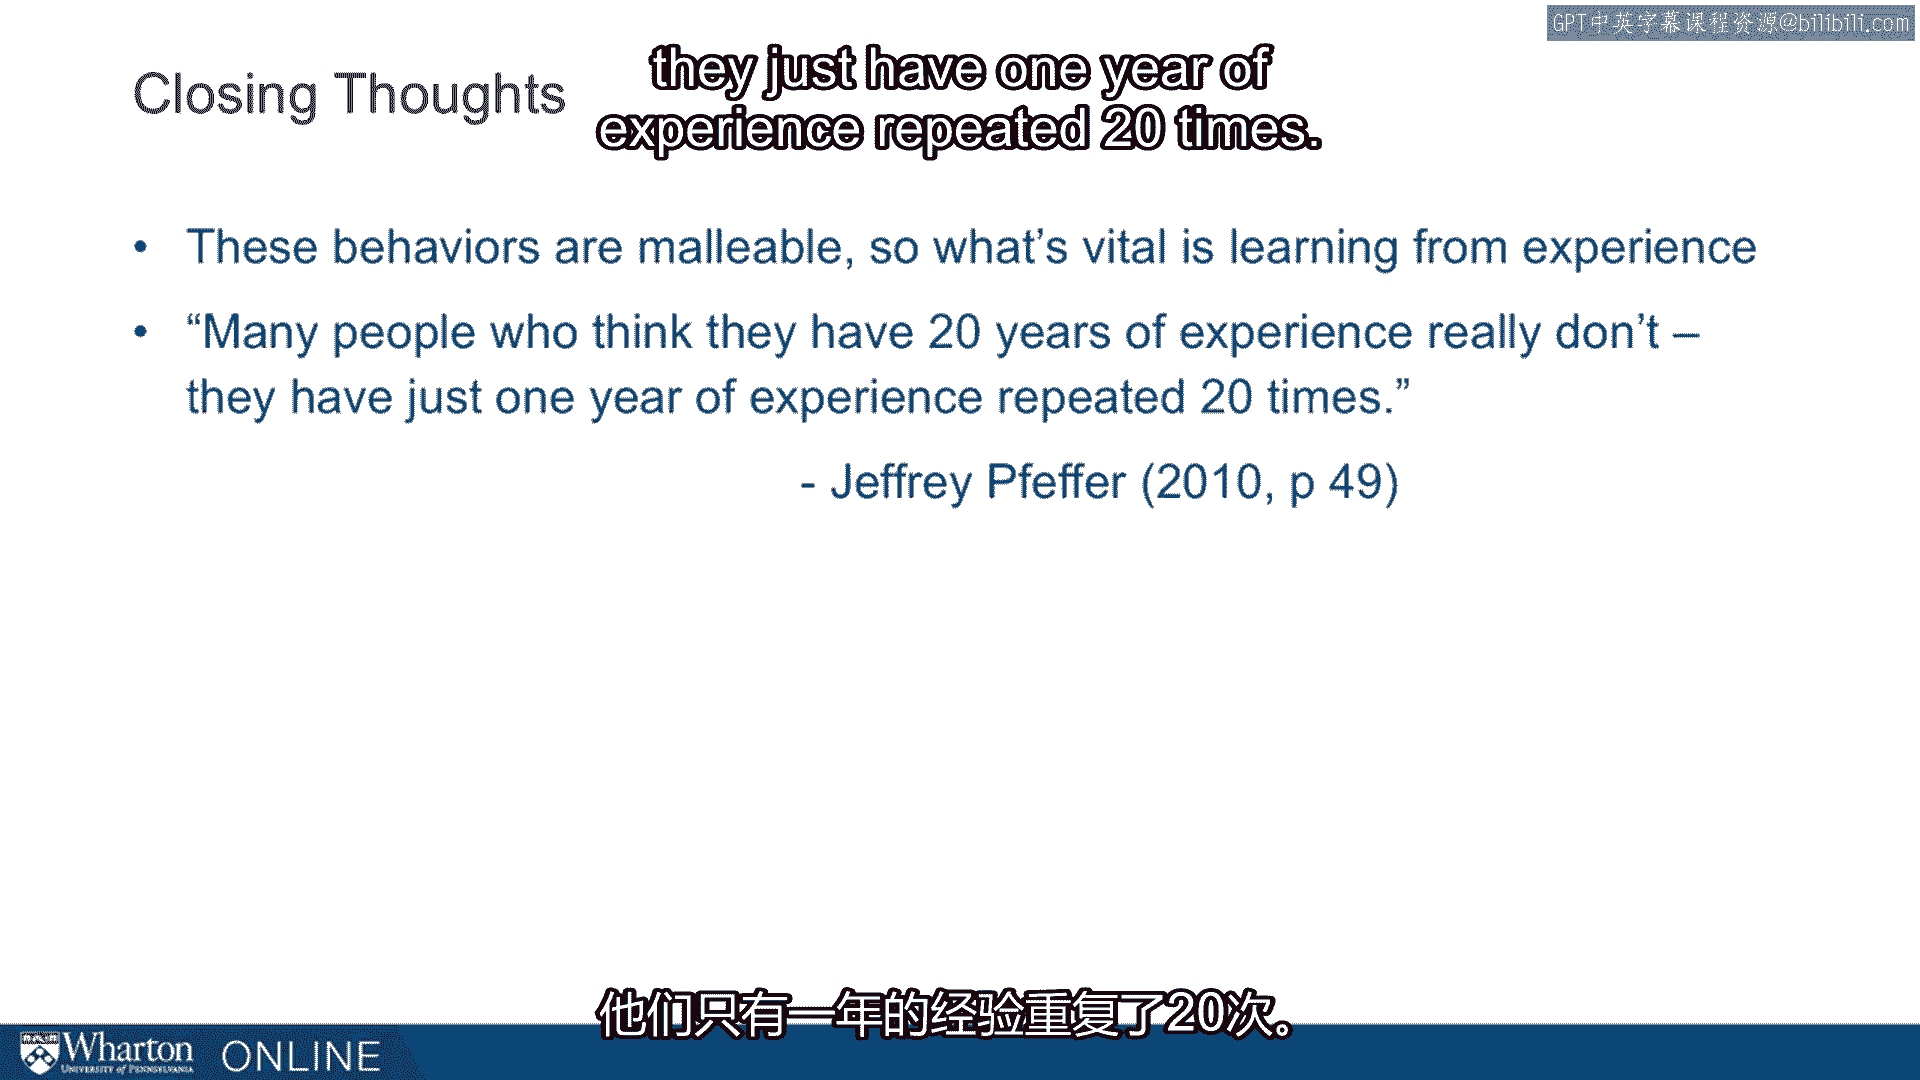 GPT中英字幕课程资源@bilibili.com
they just have one year of
experience repeated 20 times.
Closing Thoughts
• These behaviors are malleable, so what’s vital is learning from experience
• “Many people who think they have 20 years of experience really don’t –
they have just one year of experience repeated 20 times.”
- Jeffrey Pfeffer (2010, p 49)
他们只有一年的经验重复了20次。
Wharton
UNIVERSITY of PENNSYLVANIA
ONLINE